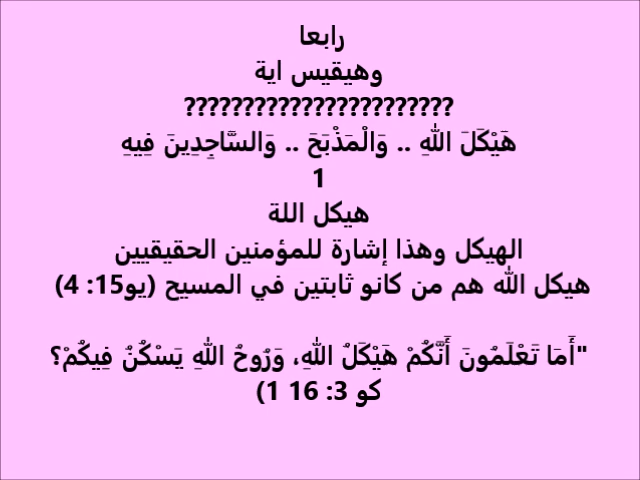 رابعا
وهيقيس اية
???????????????????????
هَيْكَلَ اللهِ .. وَالْمَذْبَحَ .. وَالسَّاجِدِينَ فِيهِ
1
هيكل اللة
الهيكل وهذا إشارة للمؤمنين الحقيقيين
هيكل الله هم من كانو ثابتين في المسيح (يو15: 4)
"أَمَا تَعْلَمُونَ أَنَّكُمْ هَيْكَلُ اللهِ، وَرُوحُ اللهِ يَسْكُنُ فِيكُمْ؟
كو 3: 16 1)